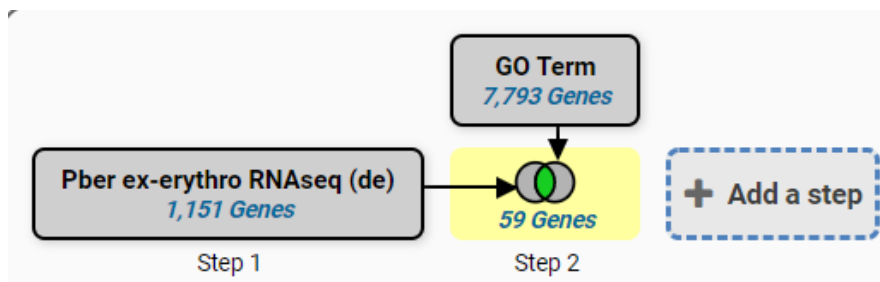 GO Term
7,793 Genes
Pber ex-erythro RNAseq (de)
1,151 Genes
59 Genes
Add a step
Step 1
Step 2